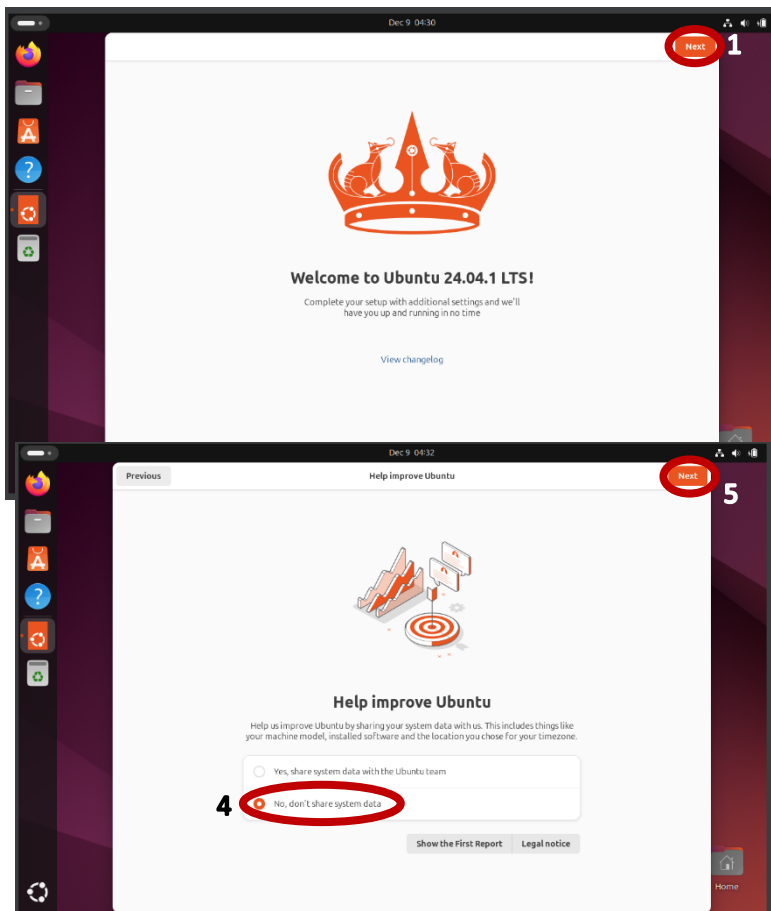 Dec 9 04:30
Next
1
Welcome to Ubuntu 24.04.1 LTS!
Complete your setup with additional settings and we'll
have you up and running in no time
View changelog
Dec 9 04:32
Previous
Help improve Ubuntu
Next
5
Help improve Ubuntu
Help us improve Ubuntu by sharing your system data with us. This includes things like
your machine model, installed software and the location you chose for your timezone.
Yes, share system data with the Ubuntu team
4
No, don't share system data
Show the First Report
Legal notice
Home